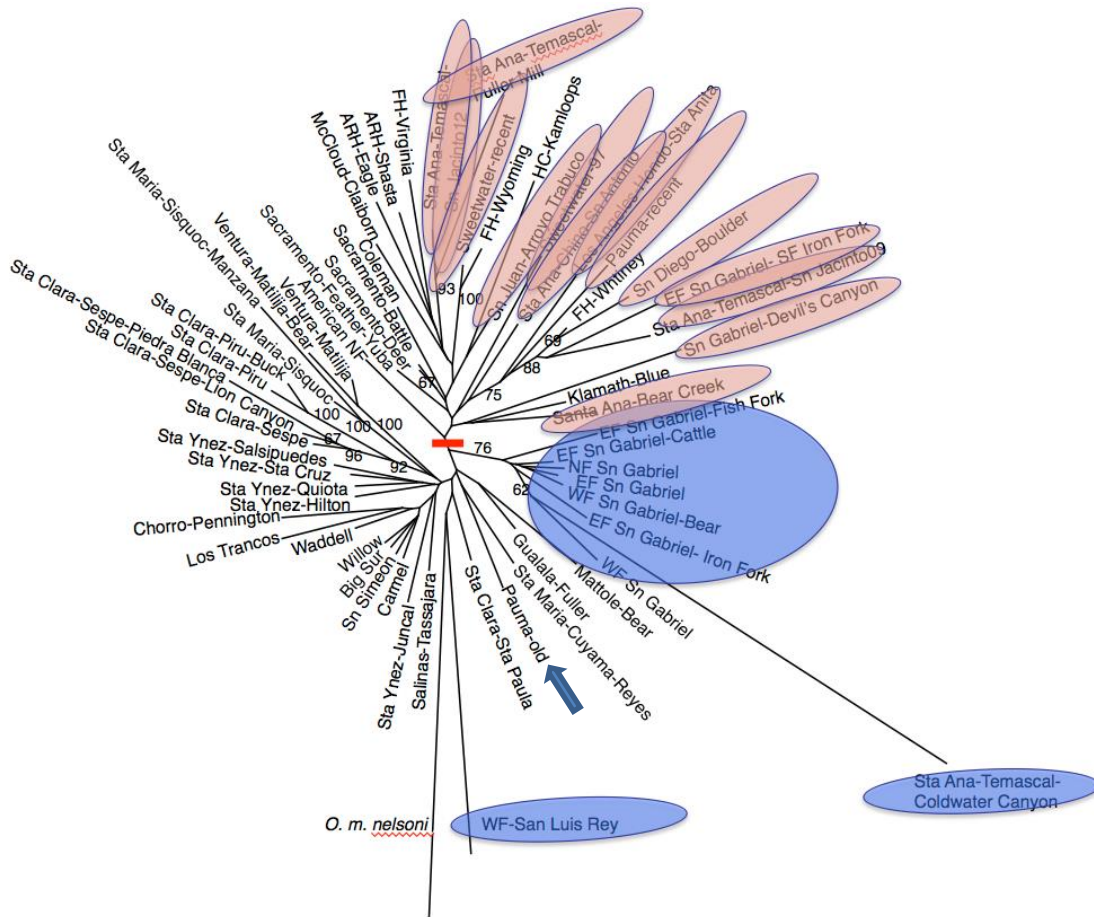 Sta Ana-Temascal-
Fuller Mill
Sta Ana-Temascal-
Sn Jacinto12
Sweetwater-recent
FH-Virginia
ARH-Shasta
ARH-Eagle
McCloud-Claiborn
Coleman
Sacramento-Battle
Sacramento-Deer
Sacramento-Feather-Yuba
American NF
Ventura-Matilija
Ventura-Matilija-Bear
Sta Maria-Sisquoc-Manzana
Sta Maria-Sisquoc
Sta Clara-Piru-Buck
Sta Clara-Piru
Sta Clara-Sespe-Piedra Blanca
Sta Clara-Sespe-Lion Canyon
Sta Clara-Sespe
Sta Ynez-Salsipuedes
Sta Ynez-Sta Cruz
Sta Ynez-Quiota
Sta Ynez-Hilton
Chorro-Pennington
Los Trancos
Waddell
Willow
Big Sur
Sn Simeon
Carmel
Sta Ynez-Juncal
Salinas-Tassajara
O. m. nelsoni
WF-San Luis Rey
Sta Clara-Sta Paula
Pauma-old
Sta Maria-Cuyama-Reyes
Gualala-Fuller
Mattole-Bear
Sta Ana-Temascal-
Coldwater Canyon
WF Sn Gabriel
EF Sn Gabriel- Iron Fork
WF Sn Gabriel-Bear
EF Sn Gabriel
NF Sn Gabriel
EF Sn Gabriel-Cattle
EF Sn Gabriel-Fish Fork
Santa Ana-Bear Creek
Klamath-Blue
Sn Gabriel-Devil's Canyon
Sta Ana-Temascal-Sn Jacinto09
EF Sn Gabriel- SF Iron Fork
Sn Diego-Boulder
FH-Whitney
Pauma-recent
Los Angeles-Hondo-Sta Anita
Sta Ana-Chino-Sn Antonio
Sweetwater-97
Sn Juan-Arroyo Trabuco
HC-Kamloops
FH-Wyoming
93
100
67
75
88
69
76
62
100
100
100
67
96
92